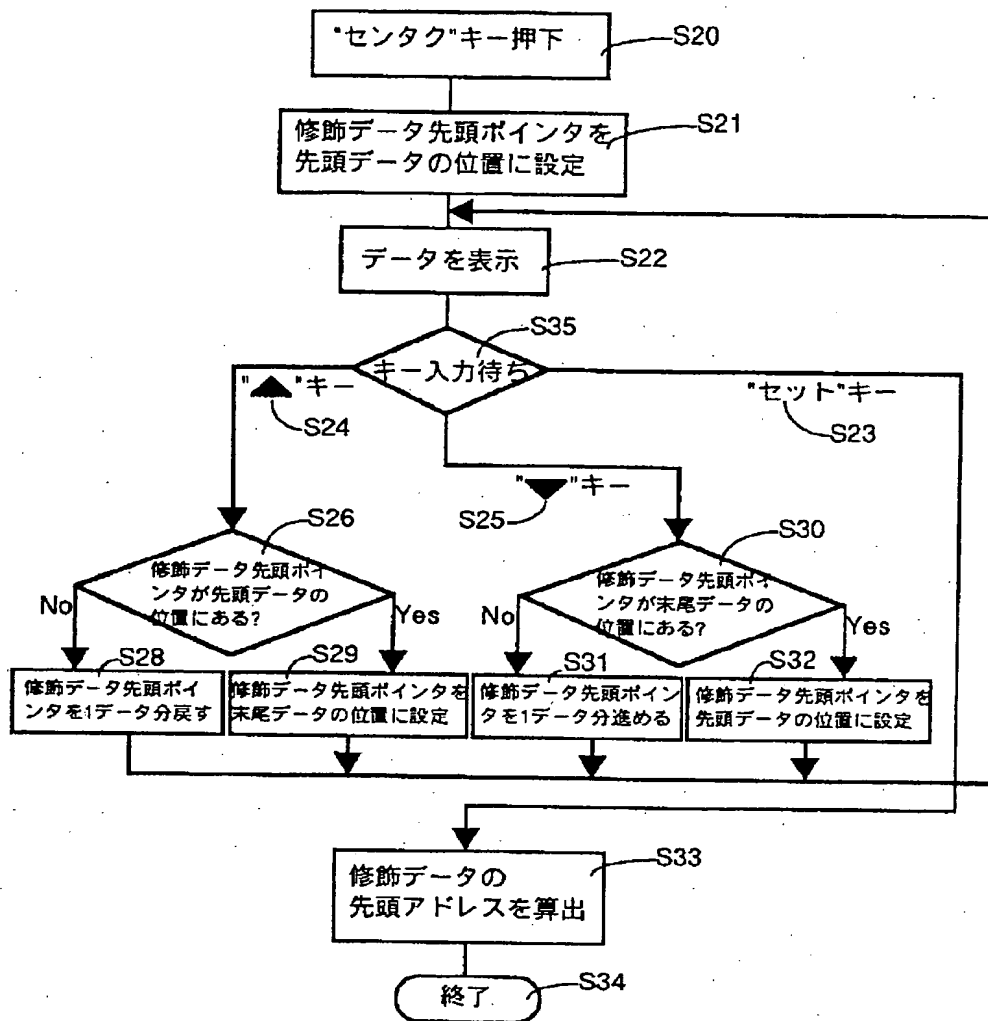 "センタク"キー押下
S20
修飾データ先頭ポインタを
先頭データの位置に設定
S21
データを表示
S22
S35
キー入力待ち
"▲"キー
S24
"セット"キー
S23
"▼"キー
S25
S26
修飾データ先頭ポイ
ンタが先頭データの
位置にある?
No
Yes
S30
修飾データ先頭ポイ
ンタが末尾データの
位置にある?
No
Yes
S28
修飾データ先頭ポイ
ンタを1データ分戻す
S29
修飾データ先頭ポインタを
末尾データの位置に設定
S31
修飾データ先頭ポイン
タを1データ分進める
S32
修飾データ先頭ポインタを
先頭データの位置に設定
S33
修飾データの
先頭アドレスを算出
終了
S34